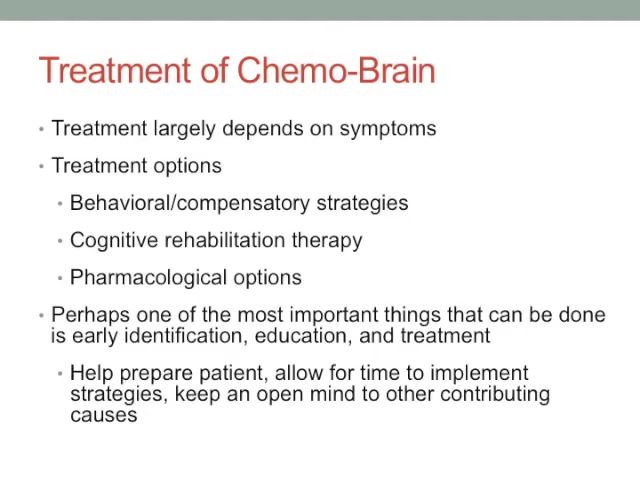 Treatment of Chemo-Brain
• Treatment largely depends on symptoms
• Treatment options
• Behavioral/compensatory strategies
• Cognitive rehabilitation therapy
• Pharmacological options
• Perhaps one of the most important things that can be done
is early identification, education, and treatment
• Help prepare patient, allow for time to implement
strategies, keep an open mind to other contributing
causes